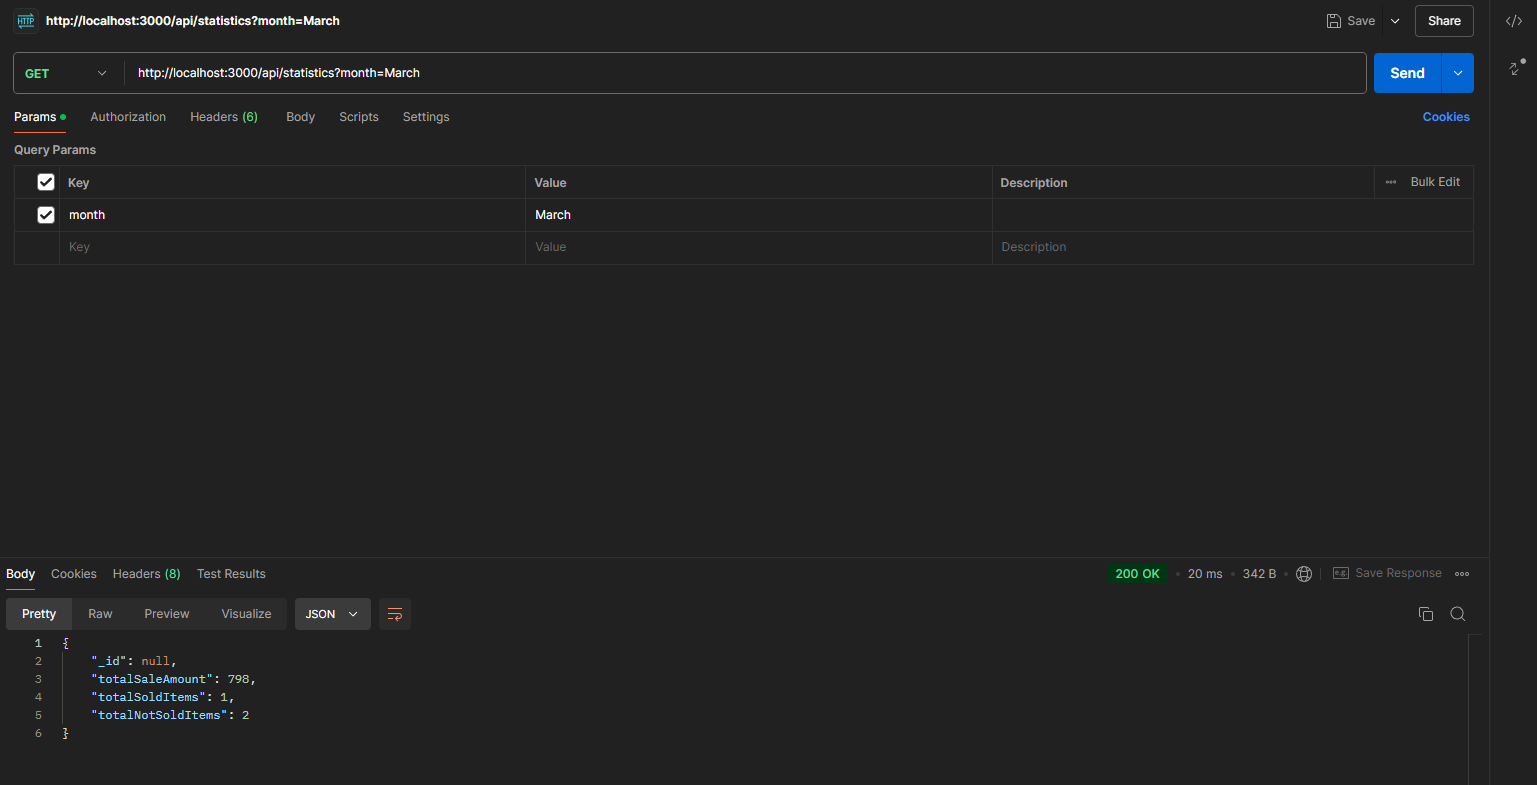 HTTP http://localhost:3000/api/statistics?month=March Save Share
GET http://localhost:3000/api/statistics?month=March Send
Params Authorization Headers (6) Body Scripts Settings Cookies
Query Params
Key Value Description Bulk Edit
month March
Key Value Description
Body Cookies Headers (8) Test Results 200 OK 20 ms 342 B e.g. Save Response
Pretty Raw Preview Visualize JSON
1 {
2 "_id": null,
3 "totalSaleAmount": 798,
4 "totalSoldItems": 1,
5 "totalNotSoldItems": 2
6 }